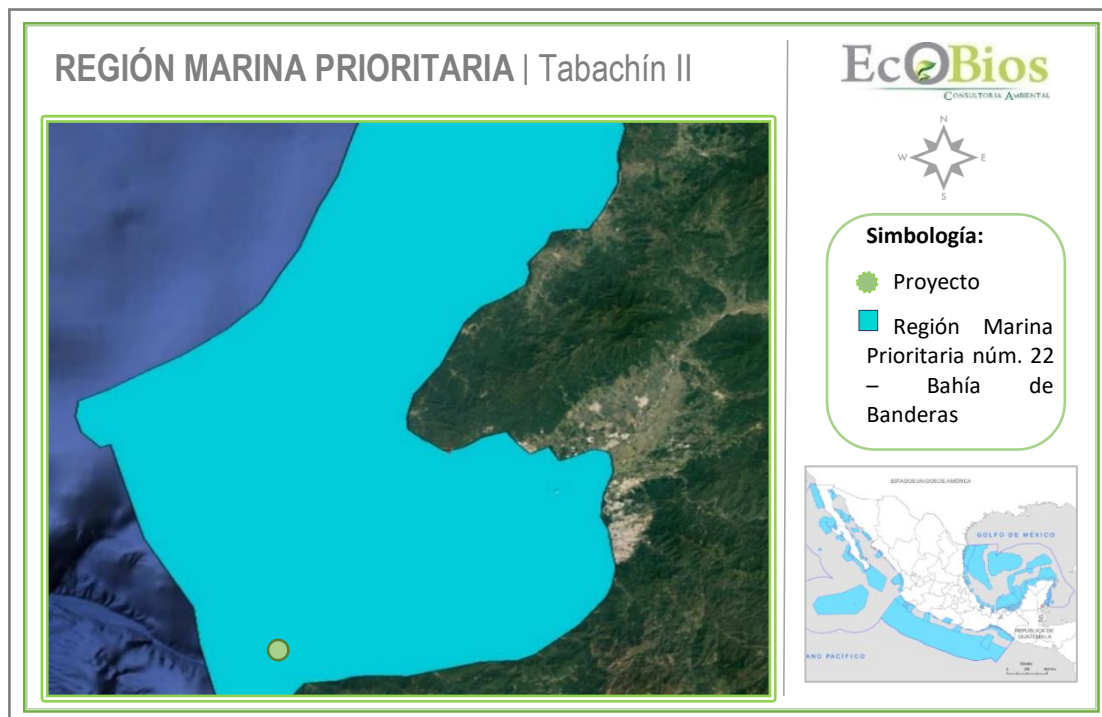 REGIÓN MARINA PRIORITARIA | Tabachín II
EcOBios
CONSULTORIA AMBIENTAL
N
W E
S
Simbología:
Proyecto
Región Marina
Prioritaria núm. 22
– Bahía de
Banderas
ESTADOS UNIDOS DE AMÉRICA
GOLFO DE MÉXICO
REPÚBLICA DE
GUATEMALA
ANO PACÍFICO